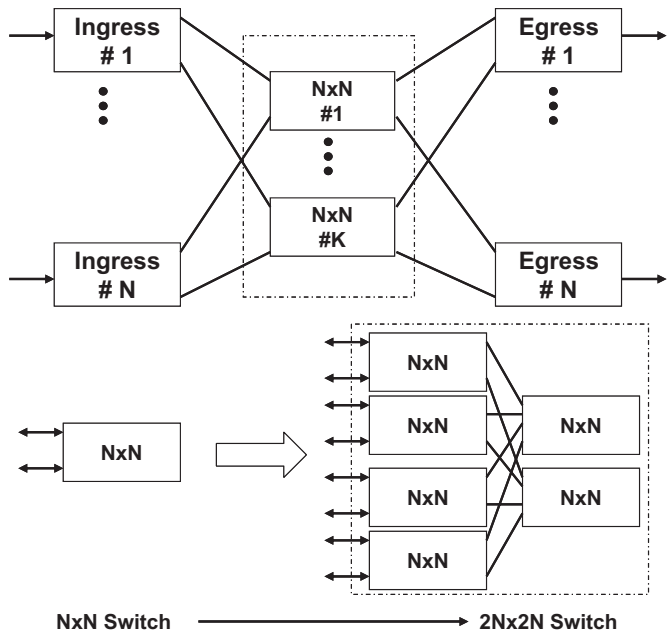 Ingress
# 1
Egress
# 1
NxN
#1
NxN
#K
Ingress
# N
Egress
# N
NxN
NxN
NxN
NxN
NxN
NxN
NxN
NxN Switch
2Nx2N Switch